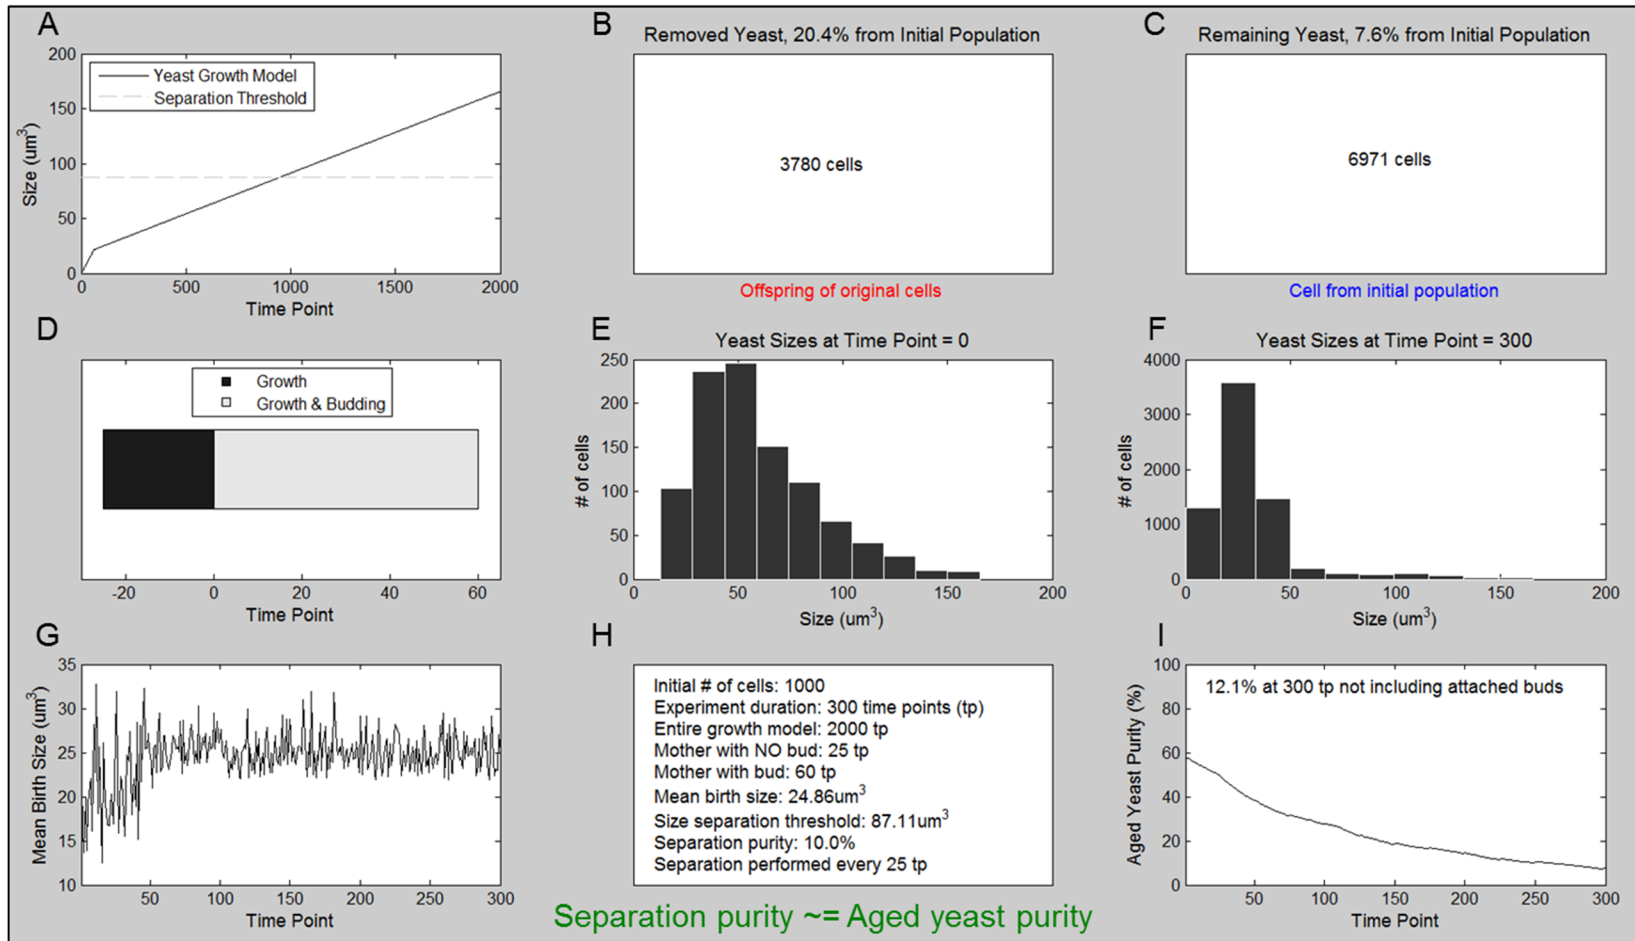 A
200
150
100
50
0
Size (um³)
Yeast Growth Model
Separation Threshold
0 500 1000 1500 2000
Time Point
B
Removed Yeast, 20.4% from Initial Population
3780 cells
Offspring of original cells
C
Remaining Yeast, 7.6% from Initial Population
6971 cells
Cell from initial population
D
Growth
Growth & Budding
-20 0 20 40 60
Time Point
E
Yeast Sizes at Time Point = 0
250
200
150
100
50
0
# of cells
0 50 100 150 200
Size (um³)
F
Yeast Sizes at Time Point = 300
4000
3000
2000
1000
0
# of cells
0 50 100 150 200
Size (um³)
G
35
30
25
20
15
10
Mean Birth Size (um³)
50 100 150 200 250 300
Time Point
H
Initial # of cells: 1000
Experiment duration: 300 time points (tp)
Entire growth model: 2000 tp
Mother with NO bud: 25 tp
Mother with bud: 60 tp
Mean birth size: 24.86um³
Size separation threshold: 87.11um³
Separation purity: 10.0%
Separation performed every 25 tp
I
100
80
60
40
20
0
Aged Yeast Purity (%)
12.1% at 300 tp not including attached buds
50 100 150 200 250 300
Time Point
Separation purity ~= Aged yeast purity